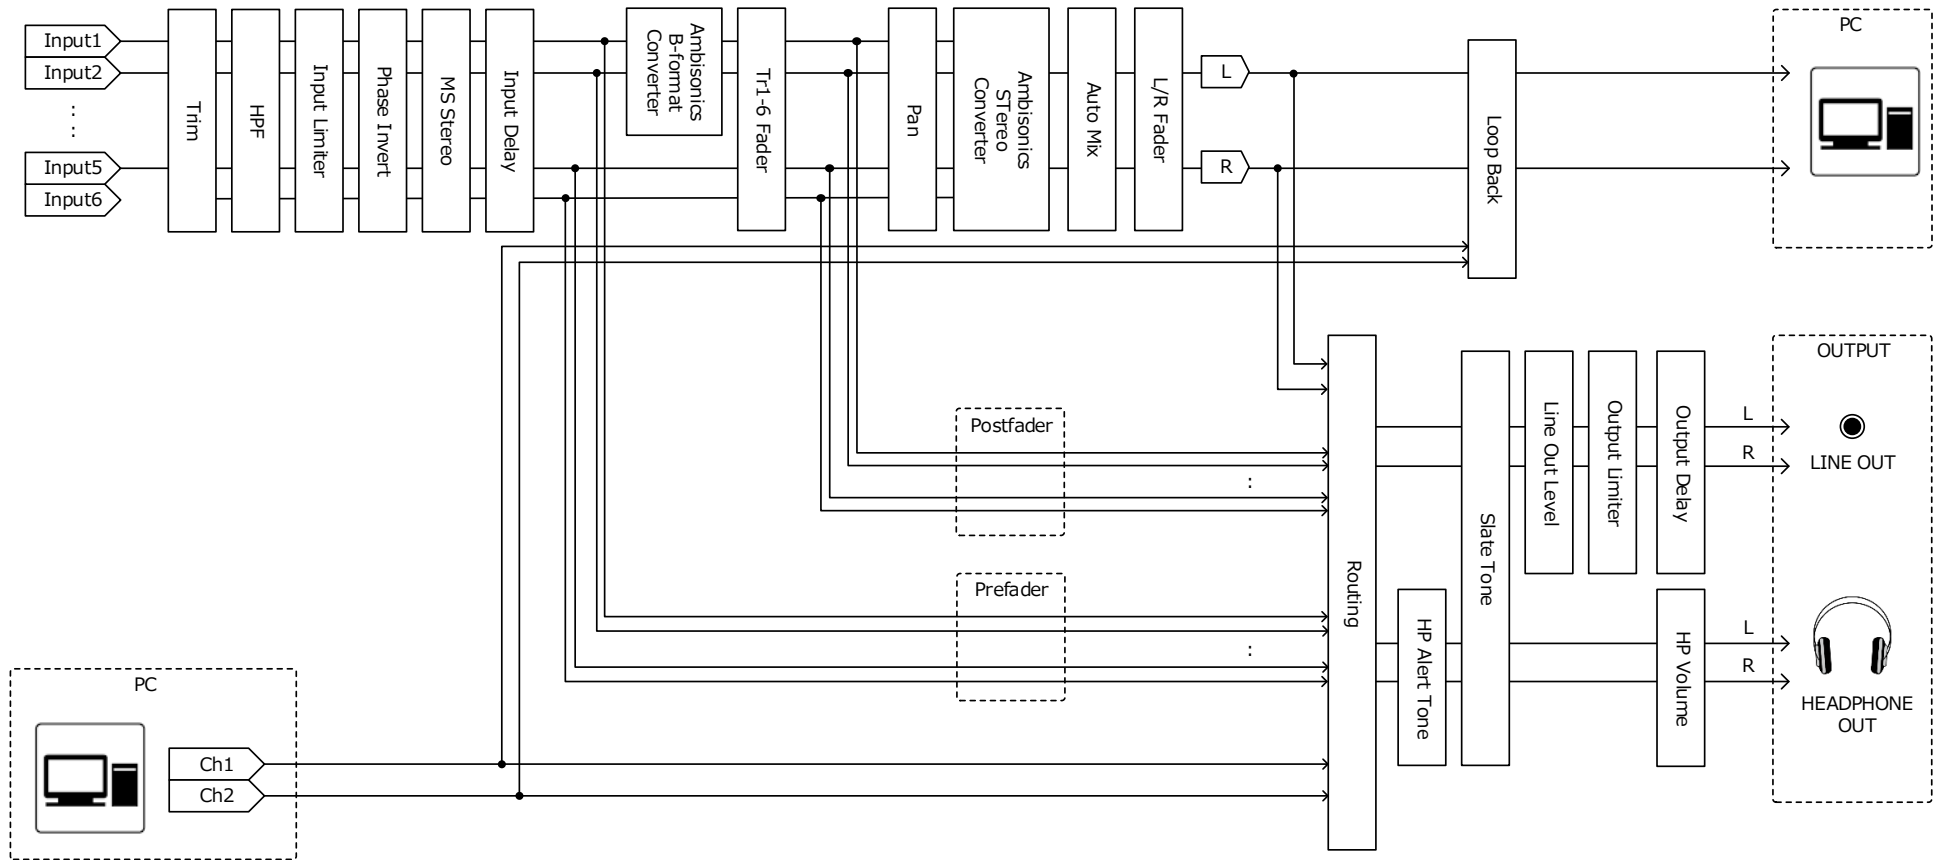 Input1
Input2
:
:
Input5
Input6
Trim
HPF
Input Limiter
Phase Invert
MS Stereo
Input Delay
Ambisonics
B-format
Converter
Tr1-6 Fader
Pan
Ambisonics
STereo
Converter
Auto Mix
L/R Fader
L
R
Loop Back
PC
Postfader
:
Prefader
:
Routing
HP Alert Tone
Slate Tone
Line Out Level
Output Limiter
Output Delay
HP Volume
OUTPUT
L
R
LINE OUT
L
R
HEADPHONE
OUT
PC
Ch1
Ch2